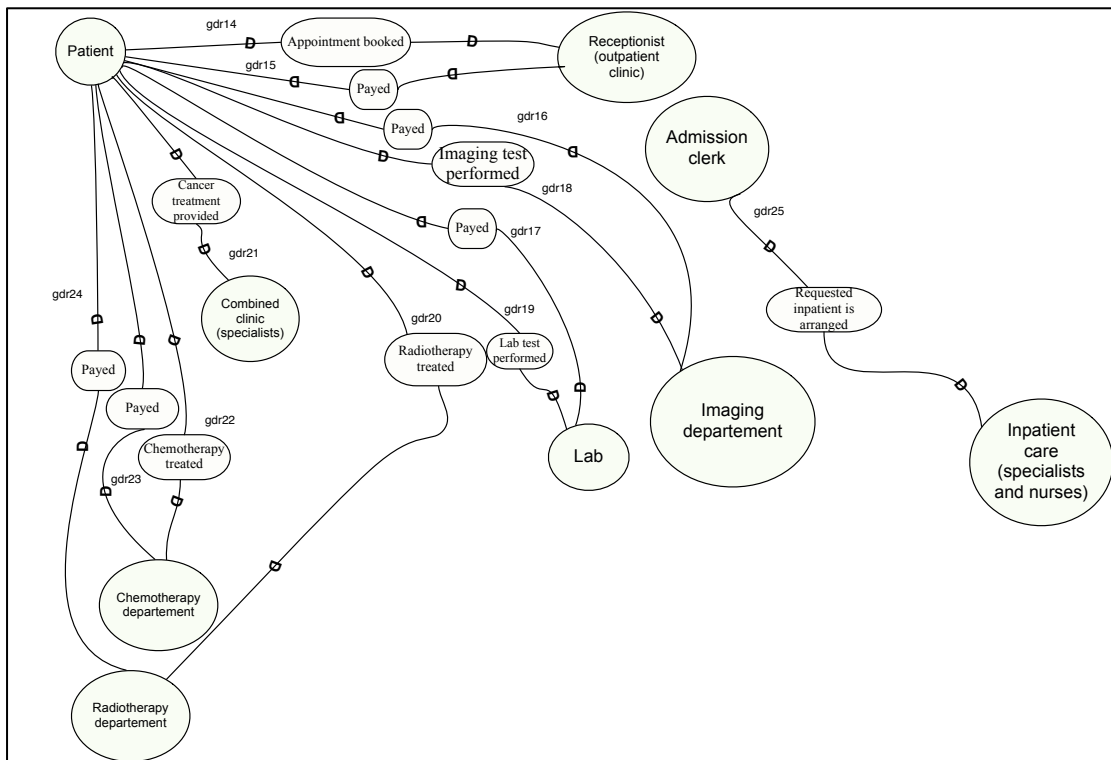 gdr14
Patient
D
Appointment booked
D
Receptionist
(outpatient
clinic)
gdr15
D
Payed
D
D
Payed
gdr16
D
Admission
clerk
D
Imaging test
performed
D
Cancer
treatment
provided
gdr18
gdr25
D
Payed
gdr17
D
D
gdr21
gdr24
Combined
clinic
(specialists)
D
D
gdr19
Requested
inpatient is
arranged
D
D
D
gdr20
D
Radiotherapy
treated
Lab test
performed
Payed
D
D
D
D
Payed
gdr22
Imaging
departement
D
Chemotherapy
treated
Lab
Inpatient
care
(specialists
and nurses)
gdr23
D
D
D
Chemotherapy
departement
Radiotherapy
departement